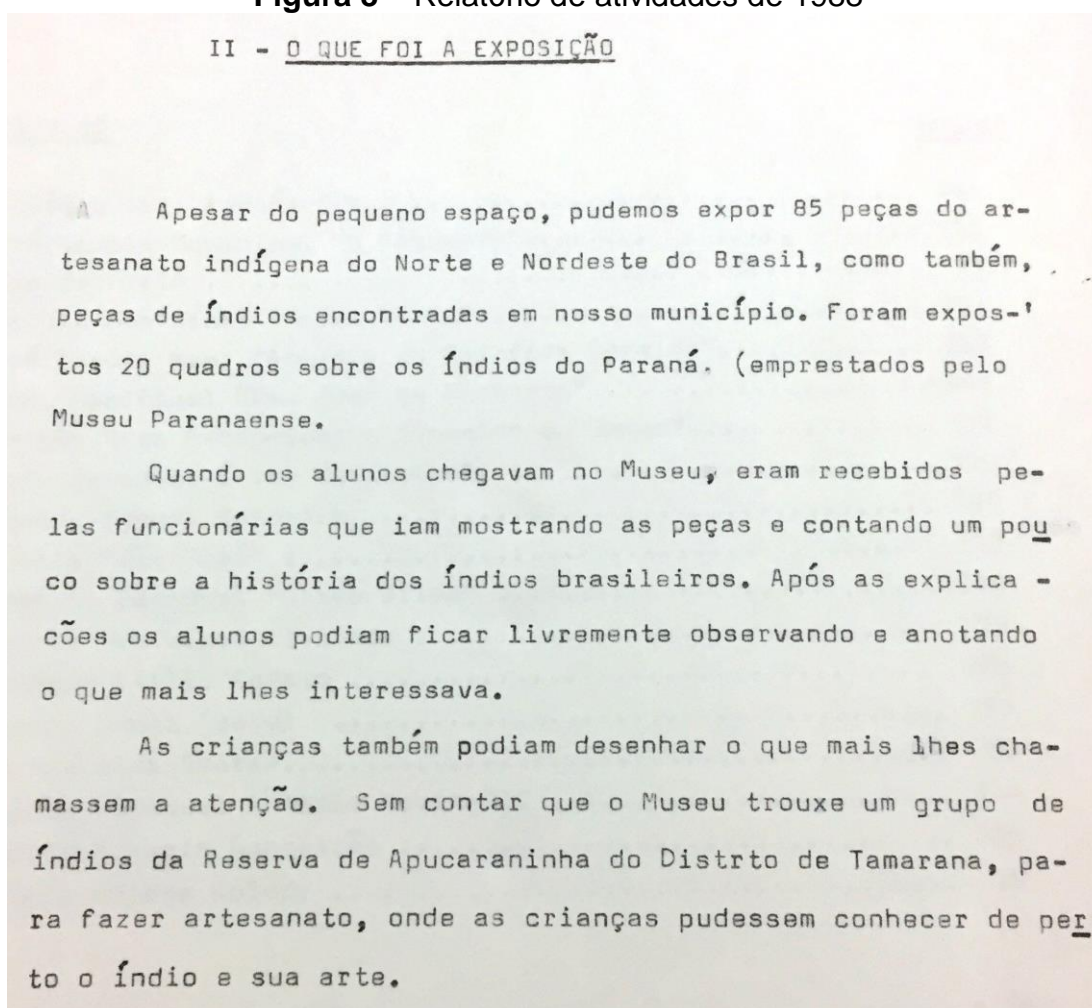 Relatório de atividades de
II - O QUE FOI A EXPOSIÇÃO
A Apesar do pequeno espaço, pudemos expor 85 peças do ar-
tesanato indígena do Norte e Nordeste do Brasil, como também,
peças de índios encontradas em nosso município. Foram expos-'
tos 20 quadros sobre os índios do Paraná. (emprestados pelo
Museu Paranaense.
Quando os alunos chegavam no Museu, eram recebidos pe-
las funcionárias que iam mostrando as peças e contando um pou
co sobre a história dos índios brasileiros. Após as explica -
cões os alunos podiam ficar livremente observando e anotando
o que mais lhes interessava.
As crianças também podiam desenhar o que mais lhes cha-
massem a atenção. Sem contar que o Museu trouxe um grupo de
índios da Reserva de Apucaraninha do Distrto de Tamarana, pa-
ra fazer artesanato, onde as crianças pudessem conhecer de per
to o índio e sua arte.